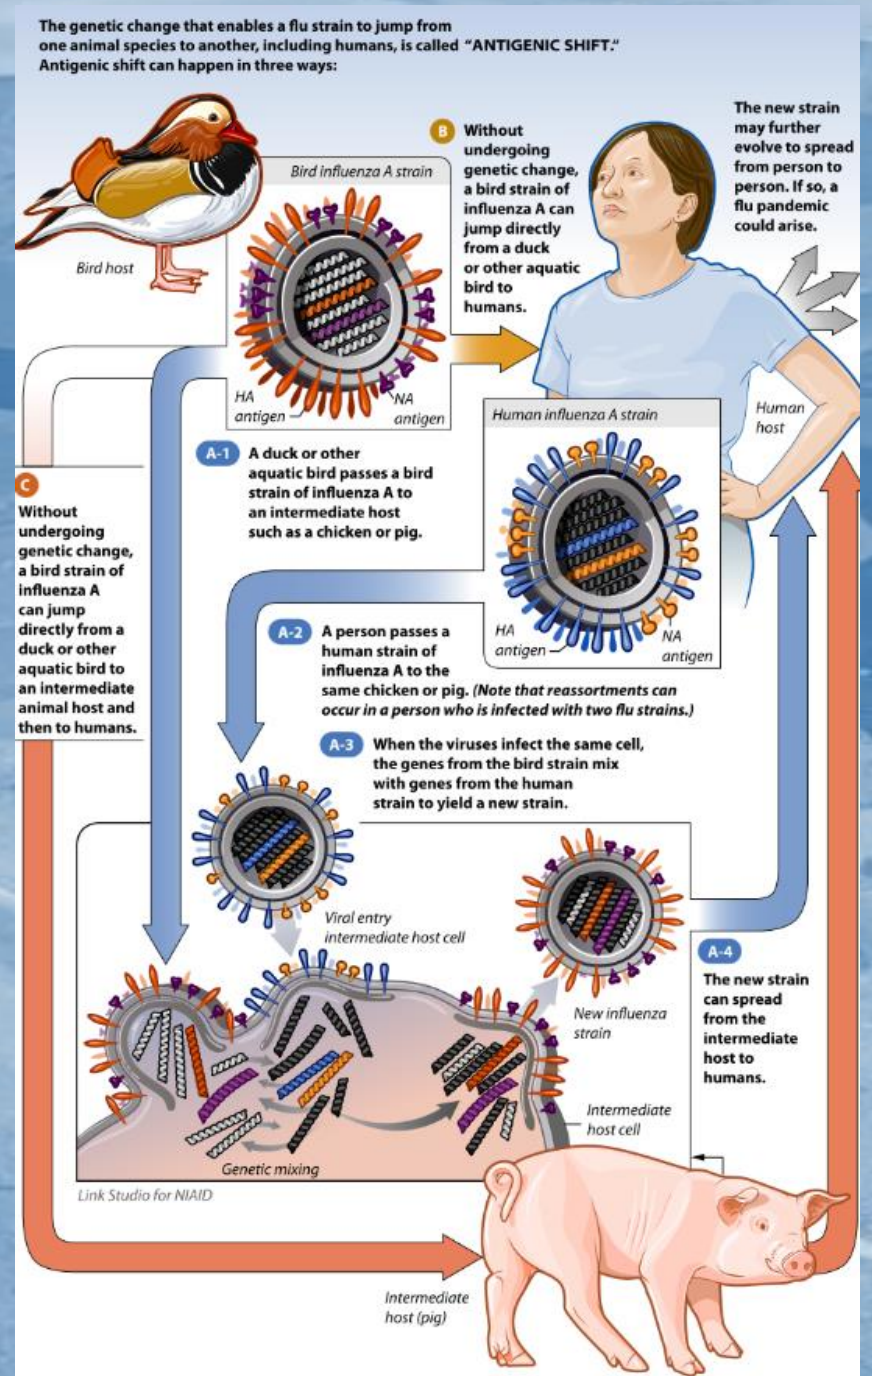 The genetic change that enables a flu strain to jump from
one animal species to another, including humans, is called “ANTIGENIC SHIFT.”
Antigenic shift can happen in three ways:
Bird host
Bird influenza A strain
HA
antigen
NA
antigen
B
Without
undergoing
genetic change,
a bird strain of
influenza A can
jump directly
from a duck
or other aquatic
bird to
humans.
The new strain
may further
evolve to spread
from person to
person. If so, a
flu pandemic
could arise.
Human
host
A-1
A duck or other
aquatic bird passes a bird
strain of influenza A to
an intermediate host
such as a chicken or pig.
Human influenza A strain
HA
antigen
NA
antigen
C
Without
undergoing
genetic change,
a bird strain of
influenza A
can jump
directly from a
duck or other
aquatic bird to
an intermediate
animal host and
then to humans.
A-2
A person passes a
human strain of
influenza A to the
same chicken or pig. (Note that reassortments can
occur in a person who is infected with two flu strains.)
A-3
When the viruses infect the same cell,
the genes from the bird strain mix
with genes from the human
strain to yield a new strain.
Viral entry
intermediate host cell
New influenza
strain
A-4
The new strain
can spread
from the
intermediate
host to
humans.
Intermediate
host cell
Genetic mixing
Link Studio for NIAID
Intermediate
host (pig)